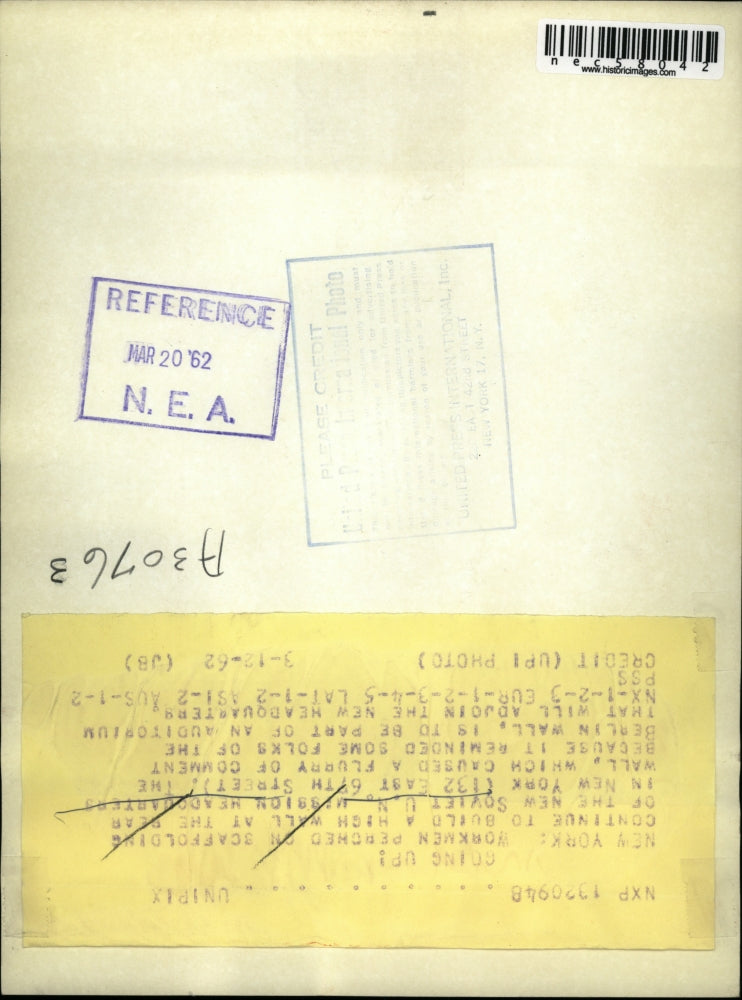 nec58042
www.historicimages.com
REFERENCE
MAR 20 '62
N. E. A.
PLEASE CREDIT
United Press International Photo
UNITED PRESS INTERNATIONAL, INC.
42nd STREET
NEW YORK 17, N.Y.
A30763
NXP 1320948 . . . . . . . . . . . UNIPIX
GOING UP!
NEW YORK: WORKMEN PERCHED ON SCAFFOLDING
CONTINUE TO BUILD A HIGH WALL AT THE REAR
OF THE NEW SOVIET U.N. MISSION HEADQUARTERS
IN NEW YORK (132 EAST 67TH STREET). THE
WALL, WHICH CAUSED A FLURRY OF COMMENT
BECAUSE IT REMINDED SOME FOLKS OF THE
BERLIN WALL, IS TO BE PART OF AN AUDITORIUM
THAT WILL ADJOIN THE NEW HEADQUARTERS.
NX-1-2-3 EUR-1-2-3-4-5 LAT-1-2 ASI-2 AUS-1-2
PSS
CREDIT (UPI PHOTO) 3-12-62 (JB)